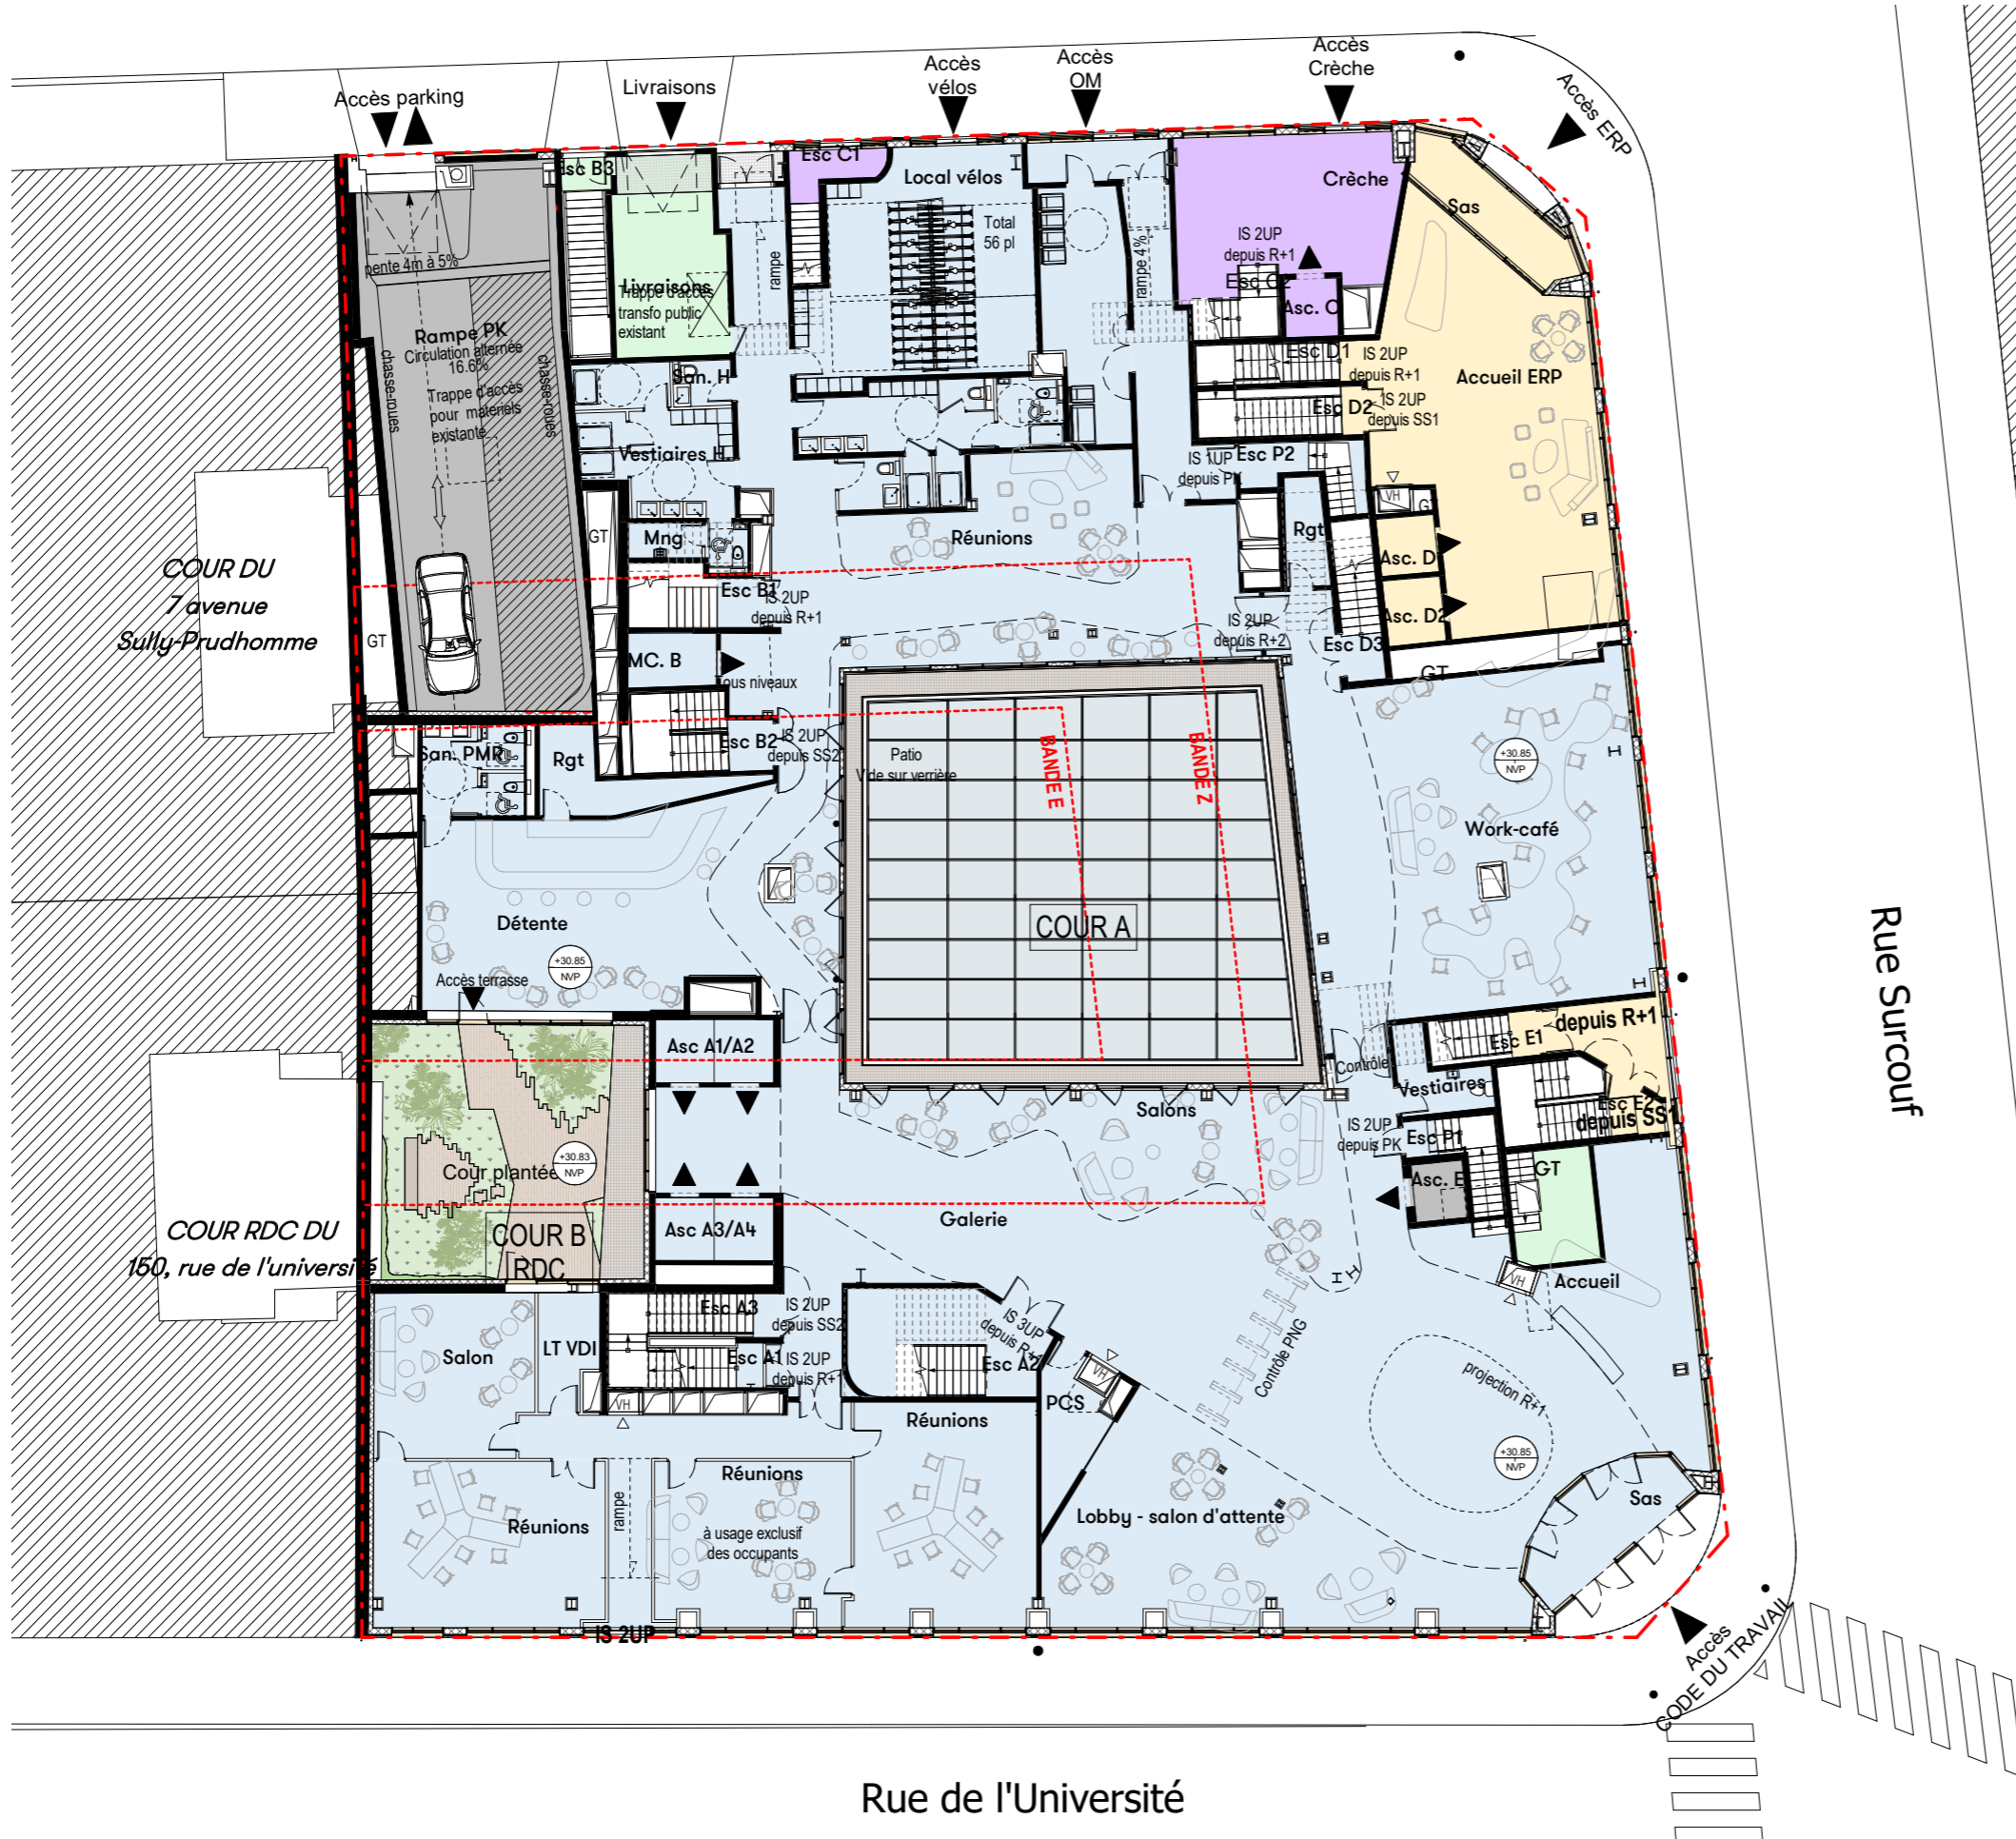 Accès parking
Livraisons
Accès
vélos
Accès
OM
Accès
Crèche
Accès ERP
Esc B3
Esc C1
Local vélos
Total
56 pl
Crèche
Sas
IS 2UP
depuis R+1
Esc C2
Asc. C
rampe
rampe 4%
pente 4m à 5%
Livraisons
Trappe d'accès
transfo public
existant
Rampe PK
Circulation alternée
16.6%
Trappe d'accès
pour matériels
existante
chasse-roues
chasse-roues
San. H
Vestiaires H
Esc D1
IS 2UP
depuis R+1
Accueil ERP
Esc D2
IS 2UP
depuis SS1
IS 1UP
depuis PK
Esc P2
VH
GT
Rgt
Asc. D
Asc. D2
Esc D3
GT
GT
Mng
Réunions
Esc B1
IS 2UP
depuis R+1
IS 2UP
depuis R+2
MC. B
Tous niveaux
GT
COUR DU
7 avenue
Sully-Prudhomme
San. PMR
Rgt
Esc B2
IS 2UP
depuis SS2
Patio
Vide sur verrière
BANDE E
BANDE Z
+30.85
NVP
Work-café
COUR A
Détente
+30.85
NVP
Accès terrasse
Rue Surcouf
Asc A1/A2
depuis R+1
Esc E1
Contrôle
Vestiaires
Esc E2
depuis SS1
Salons
IS 2UP
depuis PK
Esc P1
Asc. E
GT
Cour plantée
+30.83
NVP
COUR B
RDC
COUR RDC DU
150, rue de l'université
Asc A3/A4
Galerie
VH
Accueil
Esc A3
IS 2UP
depuis SS2
Esc A1
IS 2UP
depuis R+1
IS 3UP
depuis R+1
Esc A2
Salon
LT VDI
VH
VH
PCS
Contrôle PNG
projection R+1
Réunions
Réunions
Réunions
rampe
à usage exclusif
des occupants
Lobby - salon d'attente
+30.85
NVP
Sas
IS 2UP
Accès
CODE DU TRAVAIL
Rue de l'Université